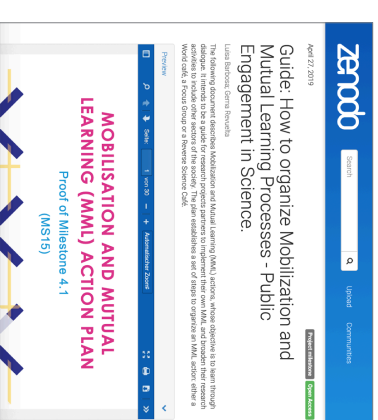 zenodo
Search
Upload
Communities
April 27, 2019
Project milestone
Open Access
Guide: How to organize Mobilization and
Mutual Learning Processes - Public
Engagement in Science.
Luisa Barbosa; Gema Revuelta
The following document describes Mobilization and Mutual Learning (MML) actions, whose objective is to learn through
dialogue. It intends to be a guide for research projects partners to implement their own MML and broaden their research
activities to include other sectors of the society. The plan establishes a set of steps to organize an MML action: either a
World café, a Focus Group or a Reverse Science Café.
Preview
Seite:
1
von 30
Automatischer Zoom
MOBILISATION AND MUTUAL
LEARNING (MML) ACTION PLAN
Proof of Milestone 4.1
(MS15)